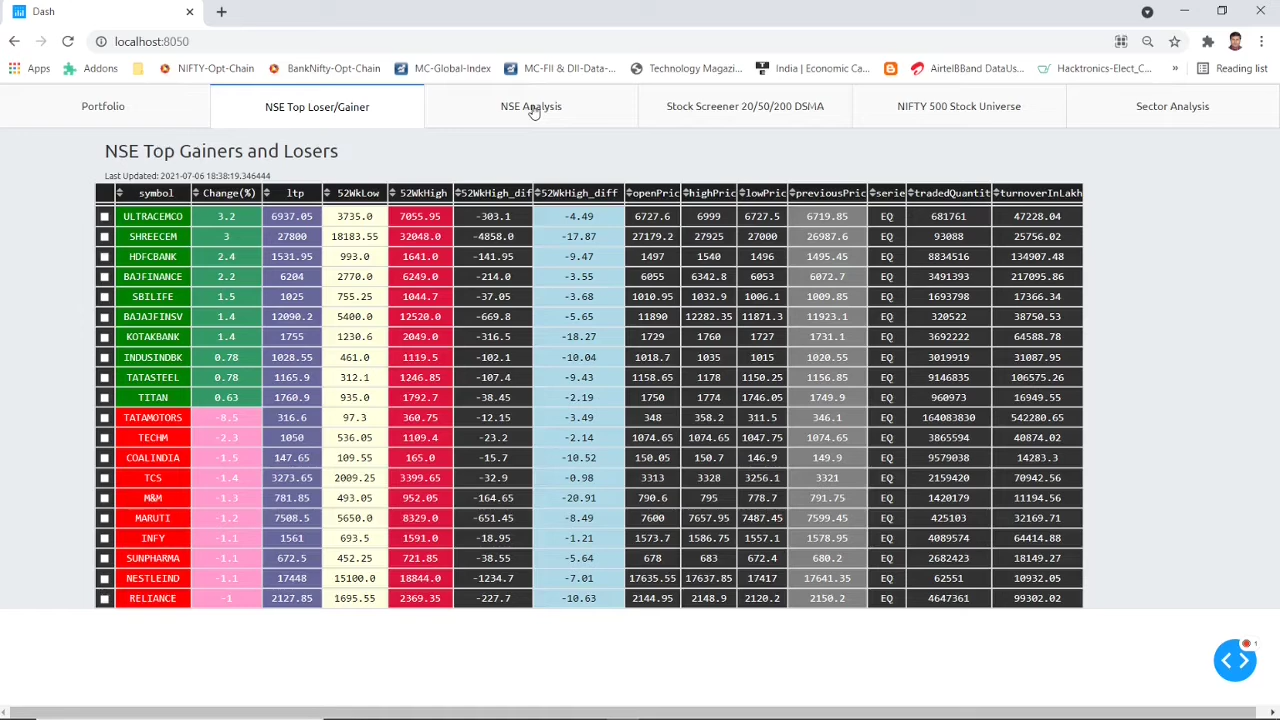 Dash
localhost:8050
Apps Addons NIFTY-Opt-Chain BankNifty-Opt-Chain MC-Global-Index MC-FII & DII-Data-... Technology Magazi... India | Economic Ca... AirtelBBand DataUs... Hacktronics-Elect_C... » Reading list
Portfolio NSE Top Loser/Gainer NSE Analysis Stock Screener 20/50/200 DSMA NIFTY 500 Stock Universe Sector Analysis
NSE Top Gainers and Losers
Last Updated: 2021-07-06 18:38:19.346444
symbol Change(%) ltp 52WkLow 52WkHigh 52WkHigh_dif 52WkHigh_diff openPric highPric lowPric previousPric serie tradedQuantit turnoverInLakh
ULTRACEMCO 3.2 6937.05 3735.0 7055.95 -303.1 -4.49 6727.6 6999 6727.5 6719.85 EQ 681761 47228.04
SHREECEM 3 27800 18183.55 32048.0 -4858.0 -17.87 27179.2 27925 27000 26987.6 EQ 93088 25756.02
HDFCBANK 2.4 1531.95 993.0 1641.0 -141.95 -9.47 1497 1540 1496 1495.45 EQ 8834516 134907.48
BAJFINANCE 2.2 6204 2770.0 6249.0 -214.0 -3.55 6055 6342.8 6053 6072.7 EQ 3491393 217095.86
SBILIFE 1.5 1025 755.25 1044.7 -37.05 -3.68 1010.95 1032.9 1006.1 1009.85 EQ 1693798 17366.34
BAJAJFINSV 1.4 12090.2 5400.0 12520.0 -669.8 -5.65 11890 12282.35 11871.3 11923.1 EQ 320522 38750.53
KOTAKBANK 1.4 1755 1230.6 2049.0 -316.5 -18.27 1729 1760 1727 1731.1 EQ 3692222 64588.78
INDUSINDBK 0.78 1028.55 461.0 1119.5 -102.1 -10.04 1018.7 1035 1015 1020.55 EQ 3019919 31087.95
TATASTEEL 0.78 1165.9 312.1 1246.85 -107.4 -9.43 1158.65 1178 1150.25 1156.85 EQ 9146835 106575.26
TITAN 0.63 1760.9 935.0 1792.7 -38.45 -2.19 1750 1774 1746.05 1749.9 EQ 960713 16949.55
TATAMOTORS -8.5 316.6 97.3 360.75 -12.15 -3.49 348 358.2 311.5 346.1 EQ 164083830 542280.65
TECHM -2.3 1050 536.05 1109.4 -23.2 -2.14 1074.65 1074.65 1047.75 1074.65 EQ 3865594 40874.02
COALINDIA -1.5 147.65 109.55 165.0 -15.7 -10.52 150.05 150.7 146.9 149.9 EQ 9579038 14283.3
TCS -1.4 3273.65 2009.25 3399.65 -32.9 -0.98 3313 3328 3256.1 3321 EQ 2159420 70942.56
M&M -1.3 781.85 493.05 952.05 -164.65 -20.91 790.6 795 778.7 791.75 EQ 1420179 11194.56
MARUTI -1.2 7508.5 5650.0 8329.0 -651.45 -8.49 7600 7657.95 7487.45 7599.45 EQ 425103 32169.71
INFY -1.1 1561 693.5 1591.0 -18.95 -1.21 1573.7 1586.75 1557.1 1578.95 EQ 4089574 64414.88
SUNPHARMA -1.1 672.5 452.25 721.85 -38.55 -5.64 678 683 672.4 680.2 EQ 2682423 18149.27
NESTLEIND -1.1 17448 15100.0 18844.0 -1234.7 -7.01 17635.55 17637.85 17417 17641.35 EQ 62551 10932.05
RELIANCE -1 2127.85 1695.55 2369.35 -227.7 -10.63 2144.95 2148.9 2120.2 2150.2 EQ 4647361 99302.02
1